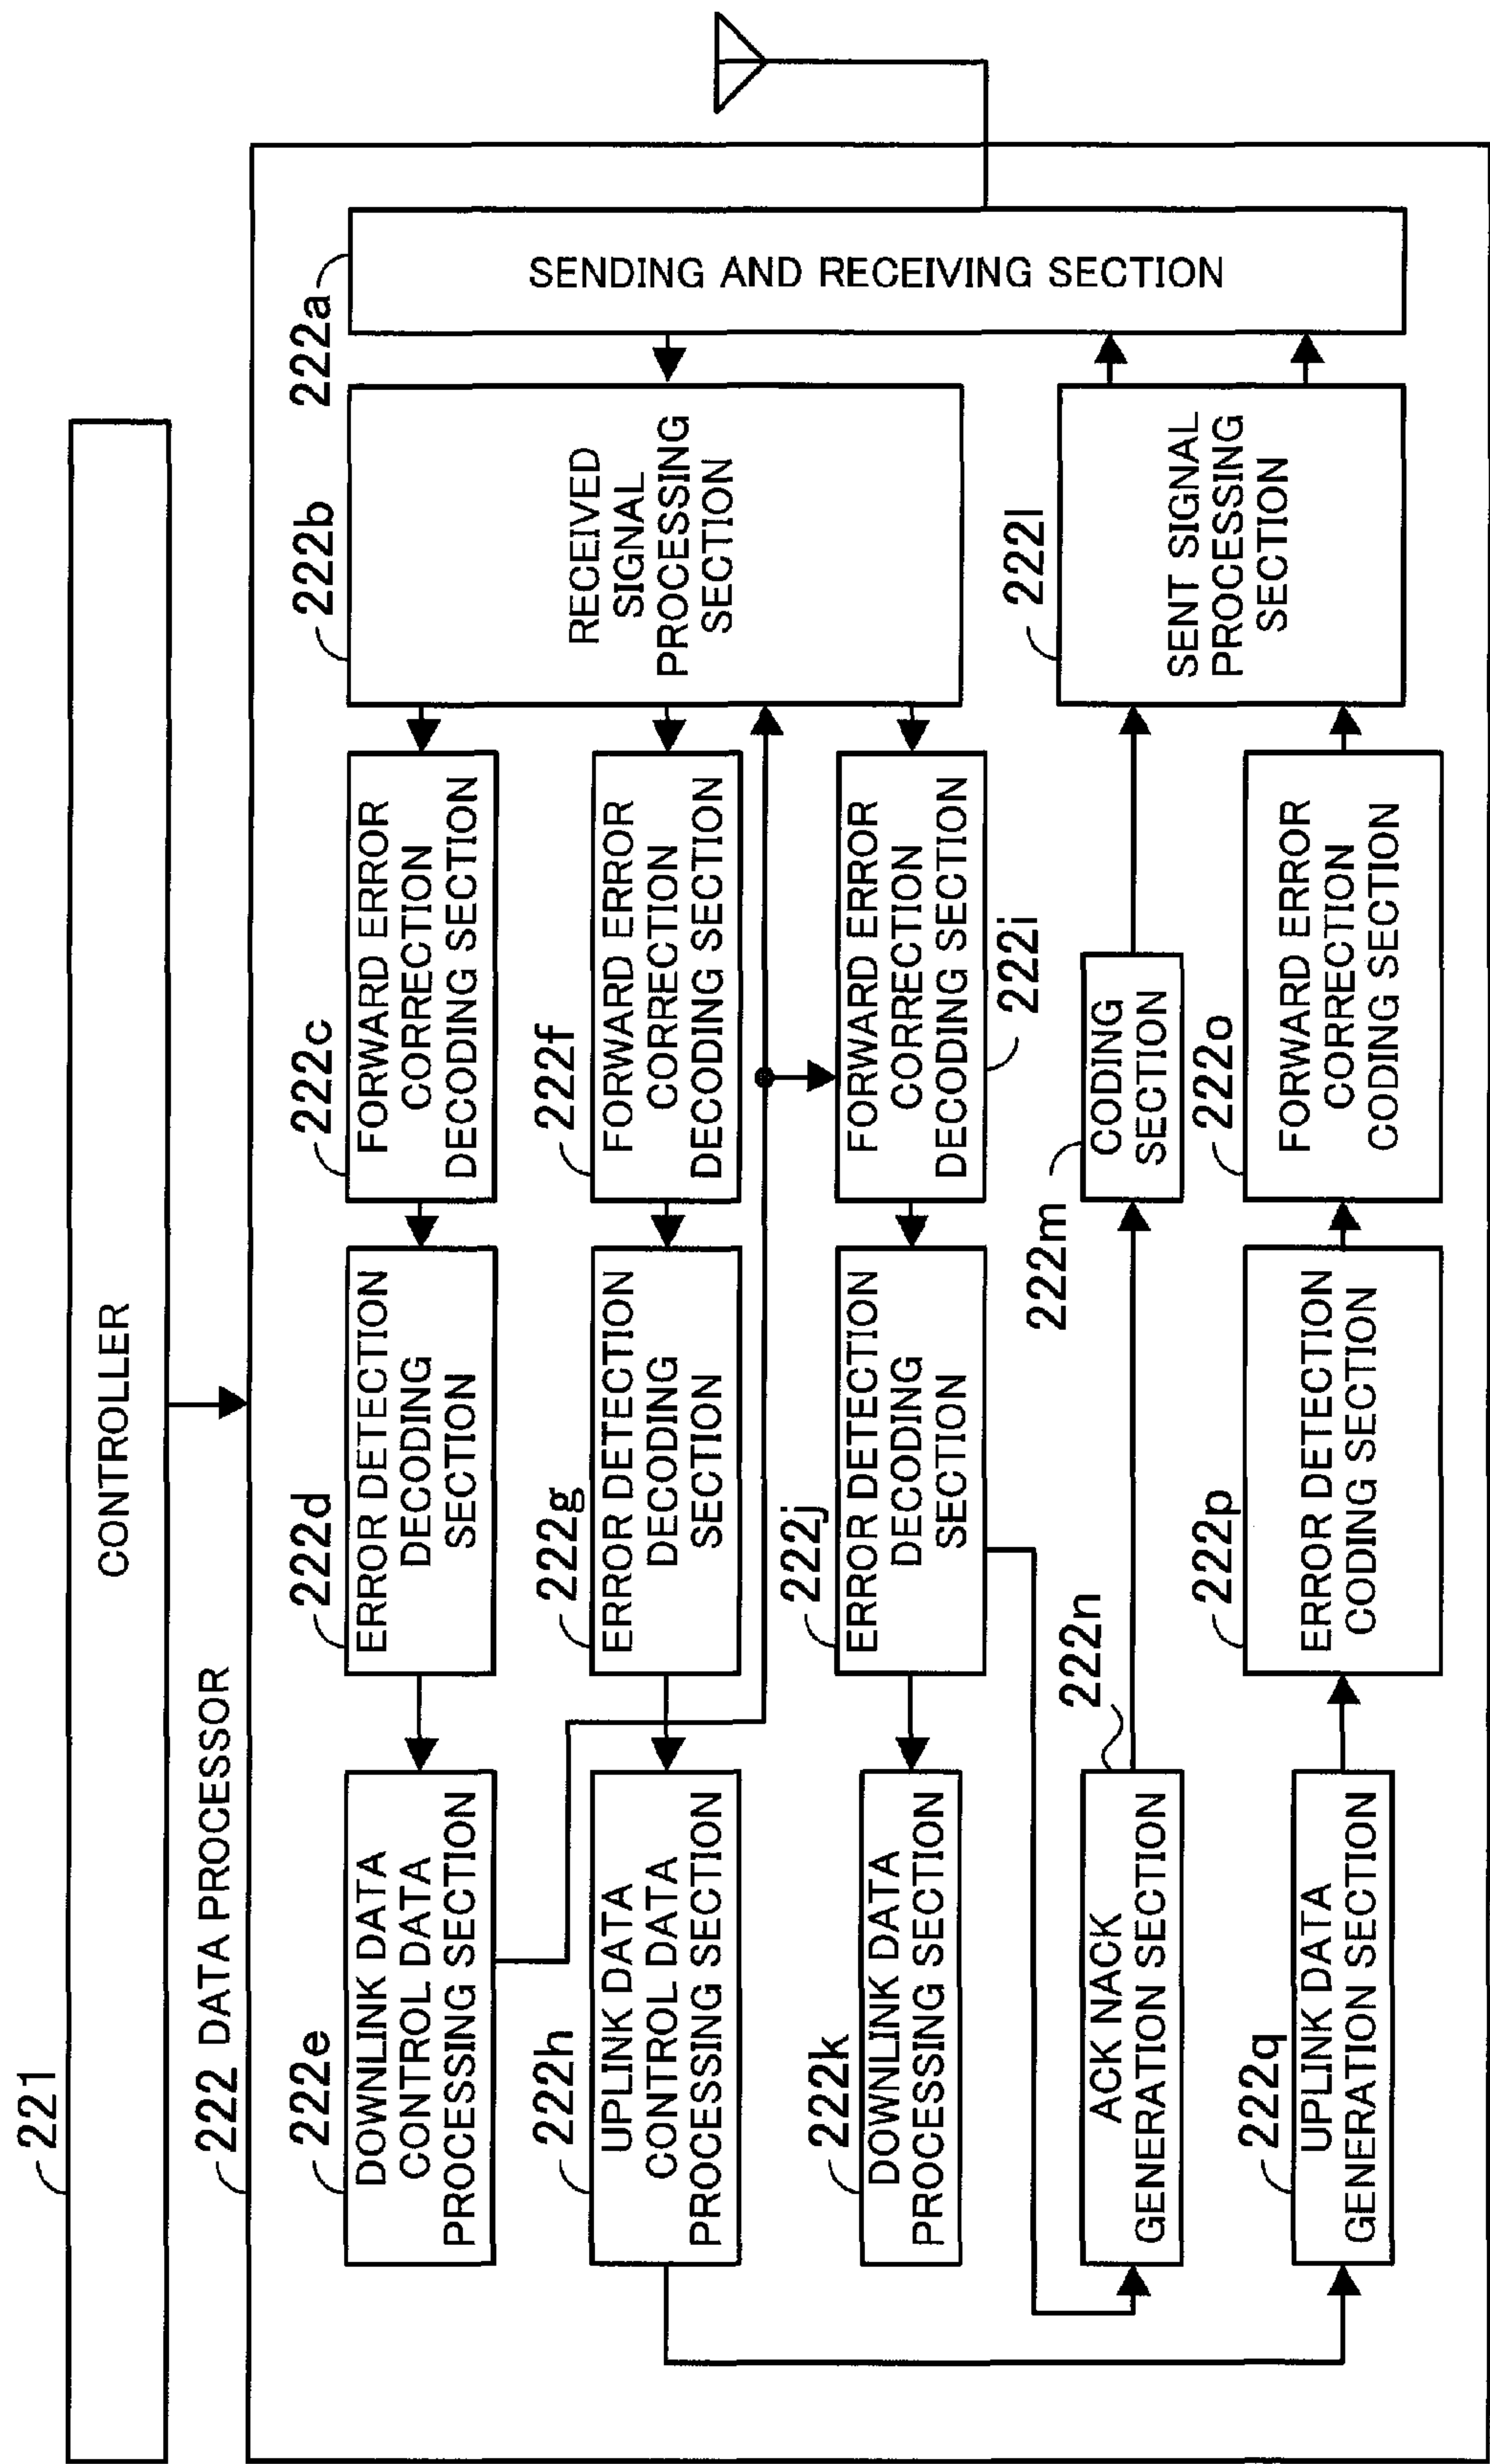 221
CONTROLLER
222 DATA PROCESSOR
222a
SENDING AND RECEIVING SECTION
222b
RECEIVED
SIGNAL
PROCESSING
SECTION
222c
FORWARD ERROR
CORRECTION
DECODING SECTION
222d
ERROR DETECTION
DECODING
SECTION
222e
DOWNLINK DATA
CONTROL DATA
PROCESSING SECTION
222f
FORWARD ERROR
CORRECTION
DECODING SECTION
222g
ERROR DETECTION
DECODING
SECTION
222h
UPLINK DATA
CONTROL DATA
PROCESSING SECTION
222i
FORWARD ERROR
CORRECTION
DECODING SECTION
222j
ERROR DETECTION
DECODING
SECTION
222k
DOWNLINK DATA
PROCESSING SECTION
222l
SENT SIGNAL
PROCESSING
SECTION
222m
CODING
SECTION
222n
ACK NACK
GENERATION SECTION
222o
FORWARD ERROR
CORRECTION
CODING SECTION
222p
ERROR DETECTION
CODING SECTION
222q
UPLINK DATA
GENERATION SECTION